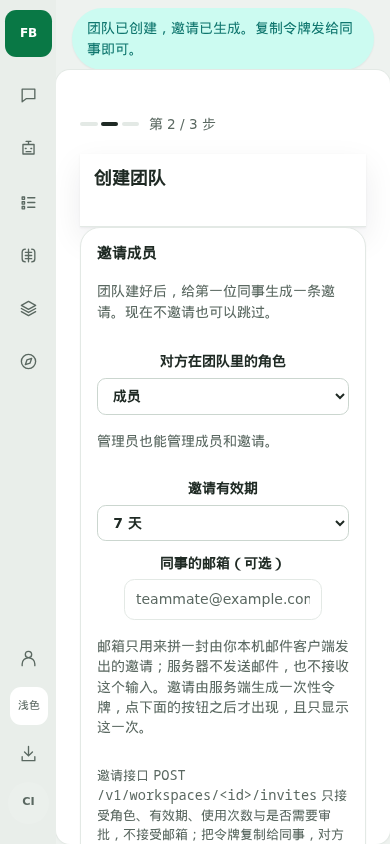 FB
团队已创建，邀请已生成。复制令牌发给同
事即可。
第 2 / 3 步
创建团队
邀请成员
团队建好后，给第一位同事生成一条邀
请。现在不邀请也可以跳过。
对方在团队里的角色
成员
管理员也能管理成员和邀请。
邀请有效期
7 天
同事的邮箱（可选）
teammate@example.con
邮箱只用来拼一封由你本机邮件客户端发
出的邀请；服务器不发送邮件，也不接收
这个输入。邀请由服务端生成一次性令
牌，点下面的按钮之后才出现，且只显示
这一次。
邀请接口 POST
/v1/workspaces/<id>/invites 只接
受角色、有效期、使用次数与是否需要审
批，不接受邮箱；把令牌复制给同事，对方
浅色
CI